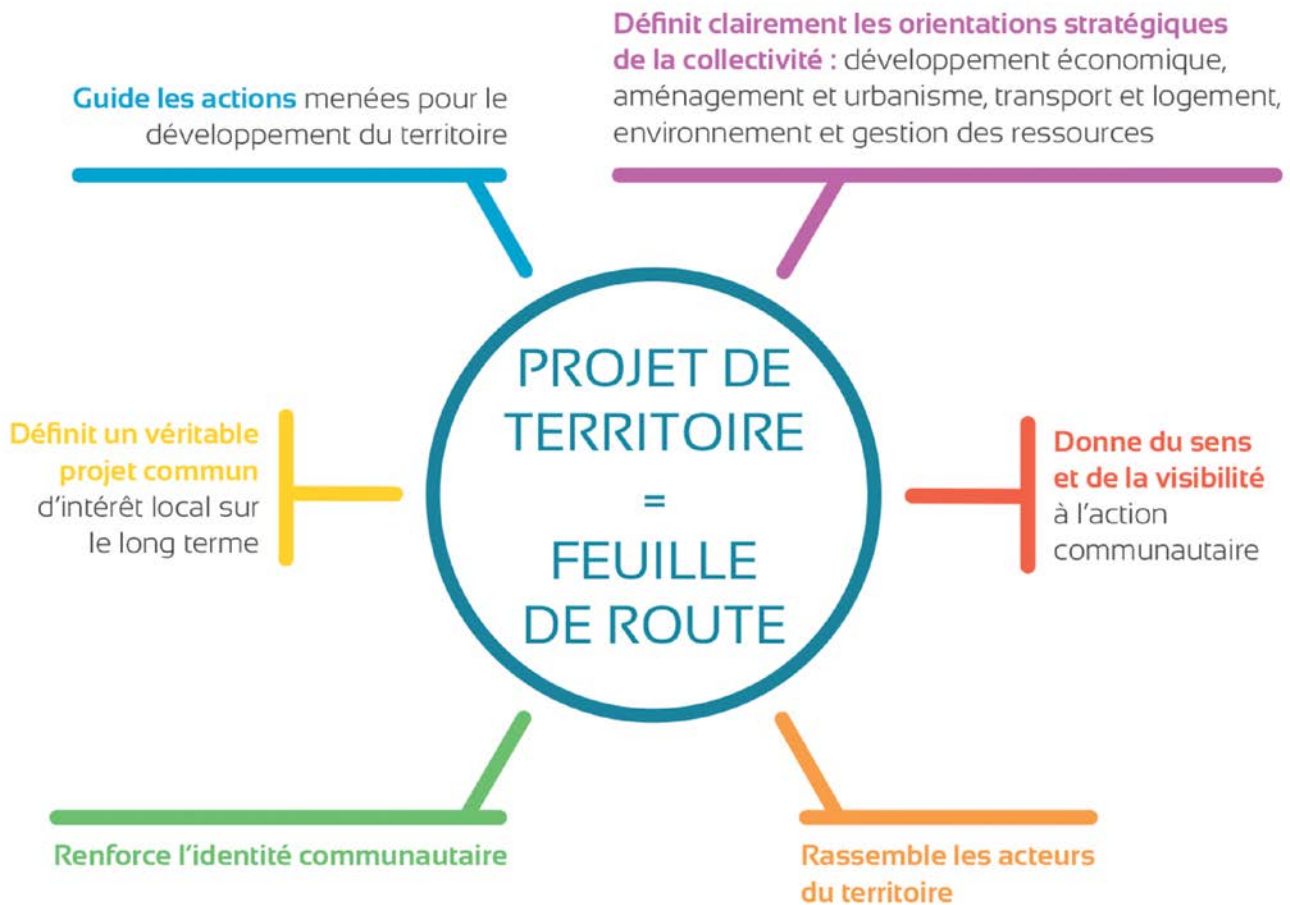 Guide les actions menées pour le
développement du territoire
Définit clairement les orientations stratégiques
de la collectivité : développement économique,
aménagement et urbanisme, transport et logement,
environnement et gestion des ressources
Définit un véritable
projet commun
d'intérêt local sur
le long terme
PROJET DE
TERRITOIRE
=
FEUILLE
DE ROUTE
Donne du sens
et de la visibilité
à l'action
communautaire
Renforce l'identité communautaire
Rassemble les acteurs
du territoire